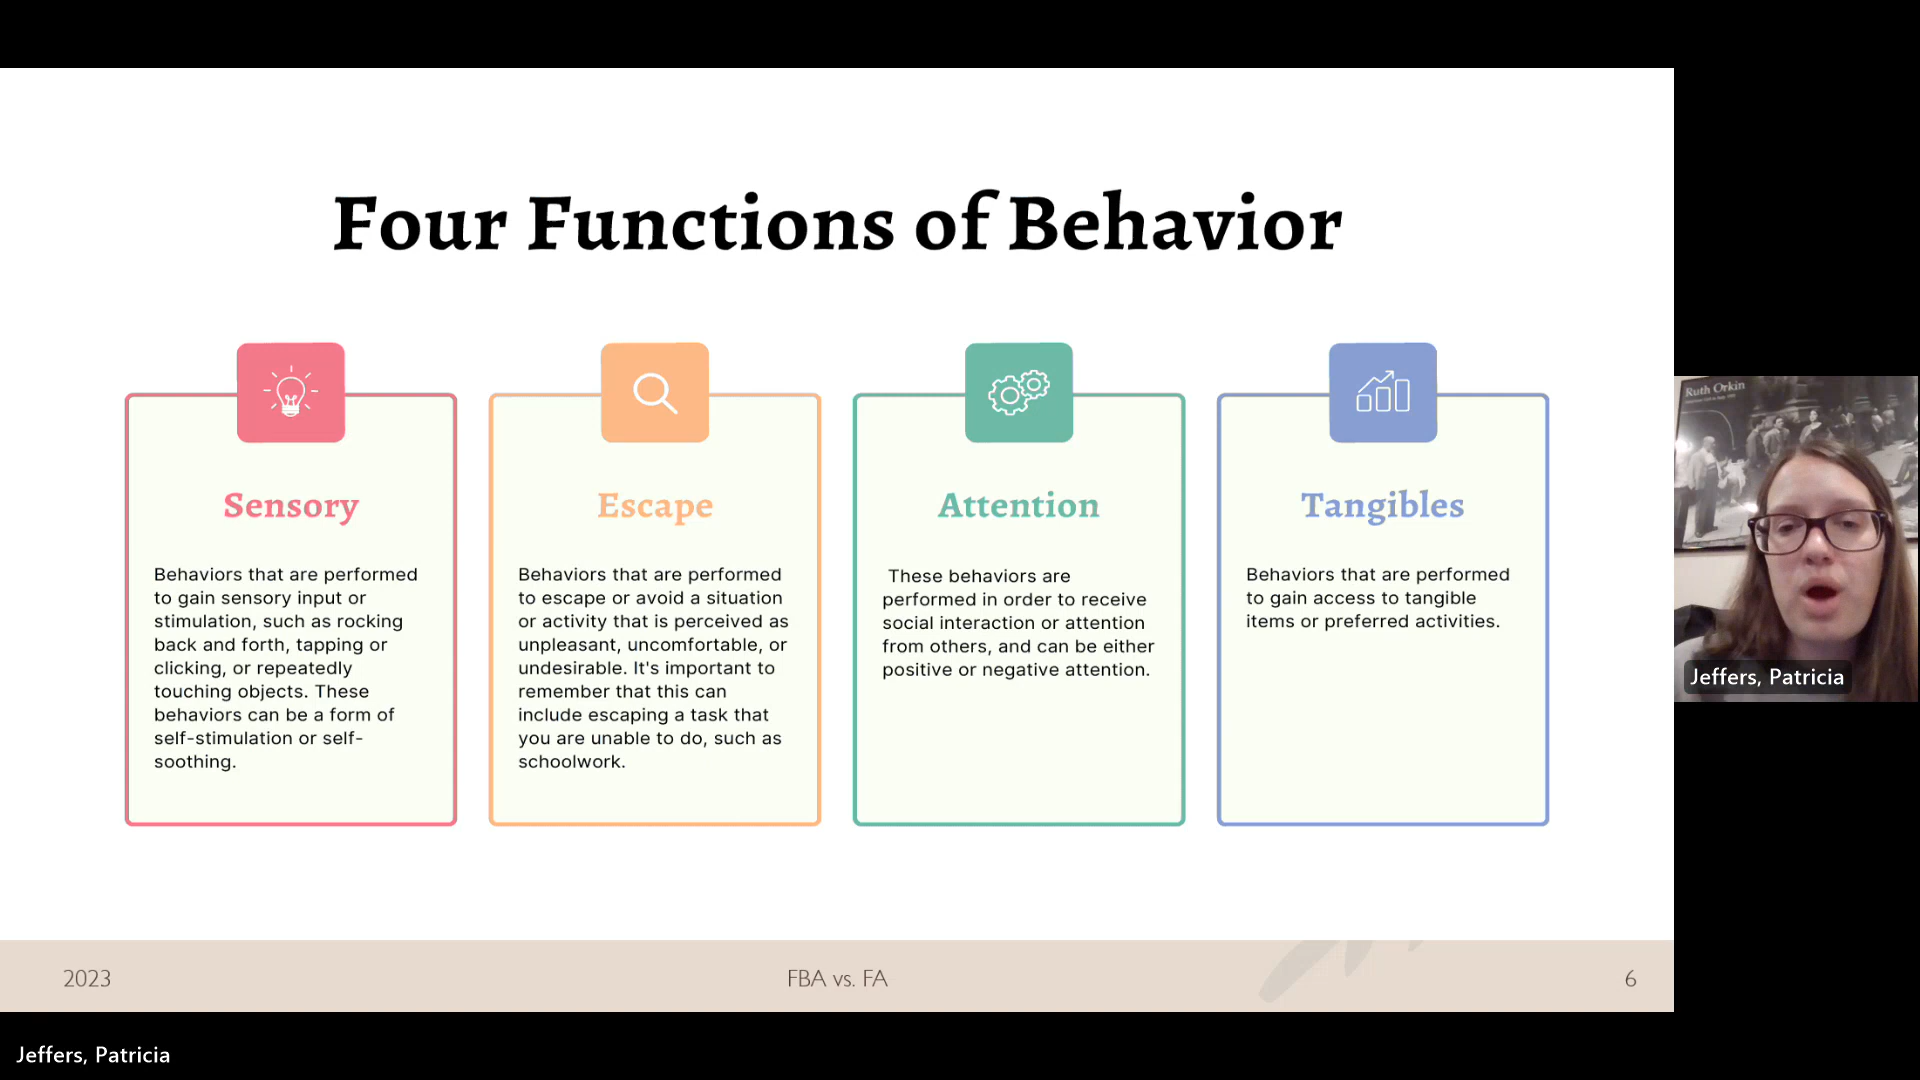 Four Functions of Behavior
Sensory
Behaviors that are performed
to gain sensory input or
stimulation, such as rocking
back and forth, tapping or
clicking, or repeatedly
touching objects. These
behaviors can be a form of
self-stimulation or self-
soothing.
Escape
Behaviors that are performed
to escape or avoid a situation
or activity that is perceived as
unpleasant, uncomfortable, or
undesirable. It's important to
remember that this can
include escaping a task that
you are unable to do, such as
schoolwork.
Attention
These behaviors are
performed in order to receive
social interaction or attention
from others, and can be either
positive or negative attention.
Tangibles
Behaviors that are performed
to gain access to tangible
items or preferred activities.
Ruth Orkin
Jeffers, Patricia
2023
FBA vs. FA
6
Jeffers, Patricia